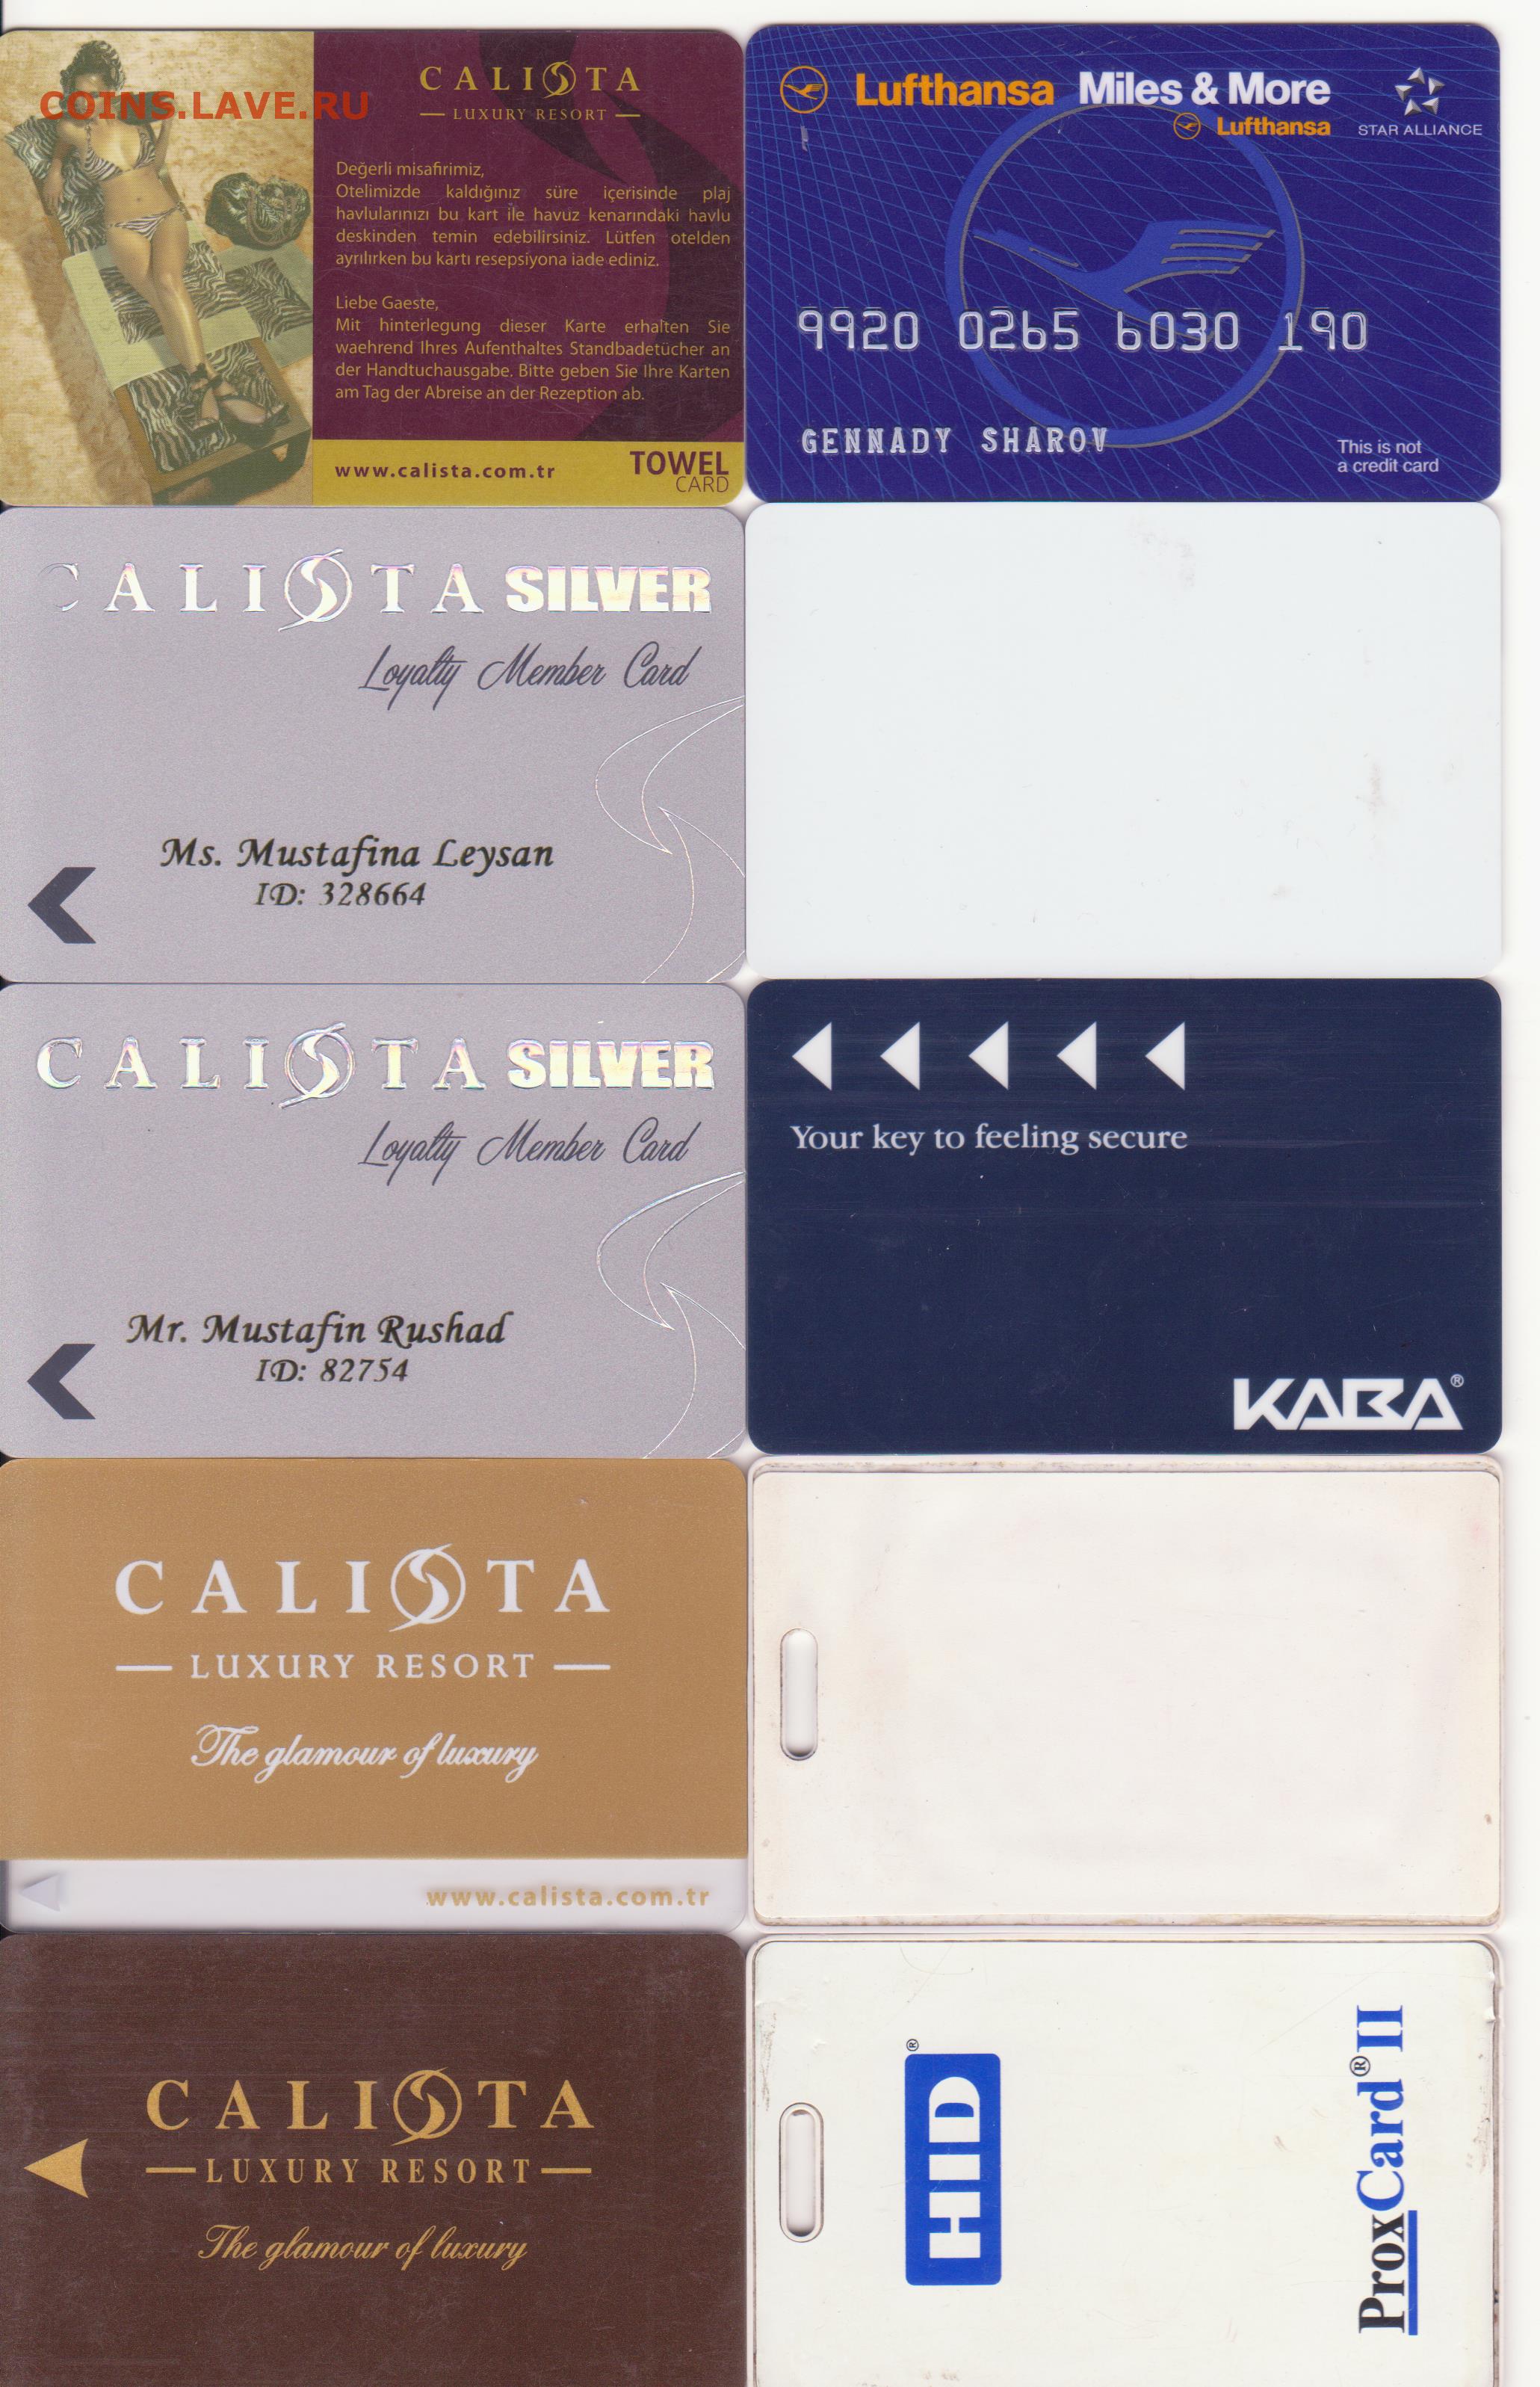 COINS.LAVE.RU
CALISTA
LUXURY RESORT
Değerli misafirimiz,
Otelimizde kaldığınız süre içerisinde plaj
havlularınızı bu kart ile havuz kenarındaki havlu
deskinden temin edebilirsiniz. Lütfen otelden
ayrılırken bu kartı resepsiyona iade ediniz.
Liebe Gaeste,
Mit hinterlegung dieser Karte erhalten Sie
waehrend Ihres Aufenthaltes Standbadetücher an
der Handtuchausgabe. Bitte geben Sie Ihre Karten
am Tag der Abreise an der Rezeption ab.
www.calista.com.tr
TOWEL
CARD
Lufthansa Miles & More
Lufthansa
STAR ALLIANCE
9920 0265 6030 190
GENNADY SHAROV
This is not
a credit card
CALISTA SILVER
Loyalty Member Card
Ms. Mustafina Leysan
ID: 328664
CALISTA SILVER
Loyalty Member Card
Mr. Mustafin Rushad
ID: 82754
Your key to feeling secure
KABA®
CALISTA
LUXURY RESORT
The glamour of luxury
www.calista.com.tr
CALISTA
LUXURY RESORT
The glamour of luxury
HID®
ProxCard® II